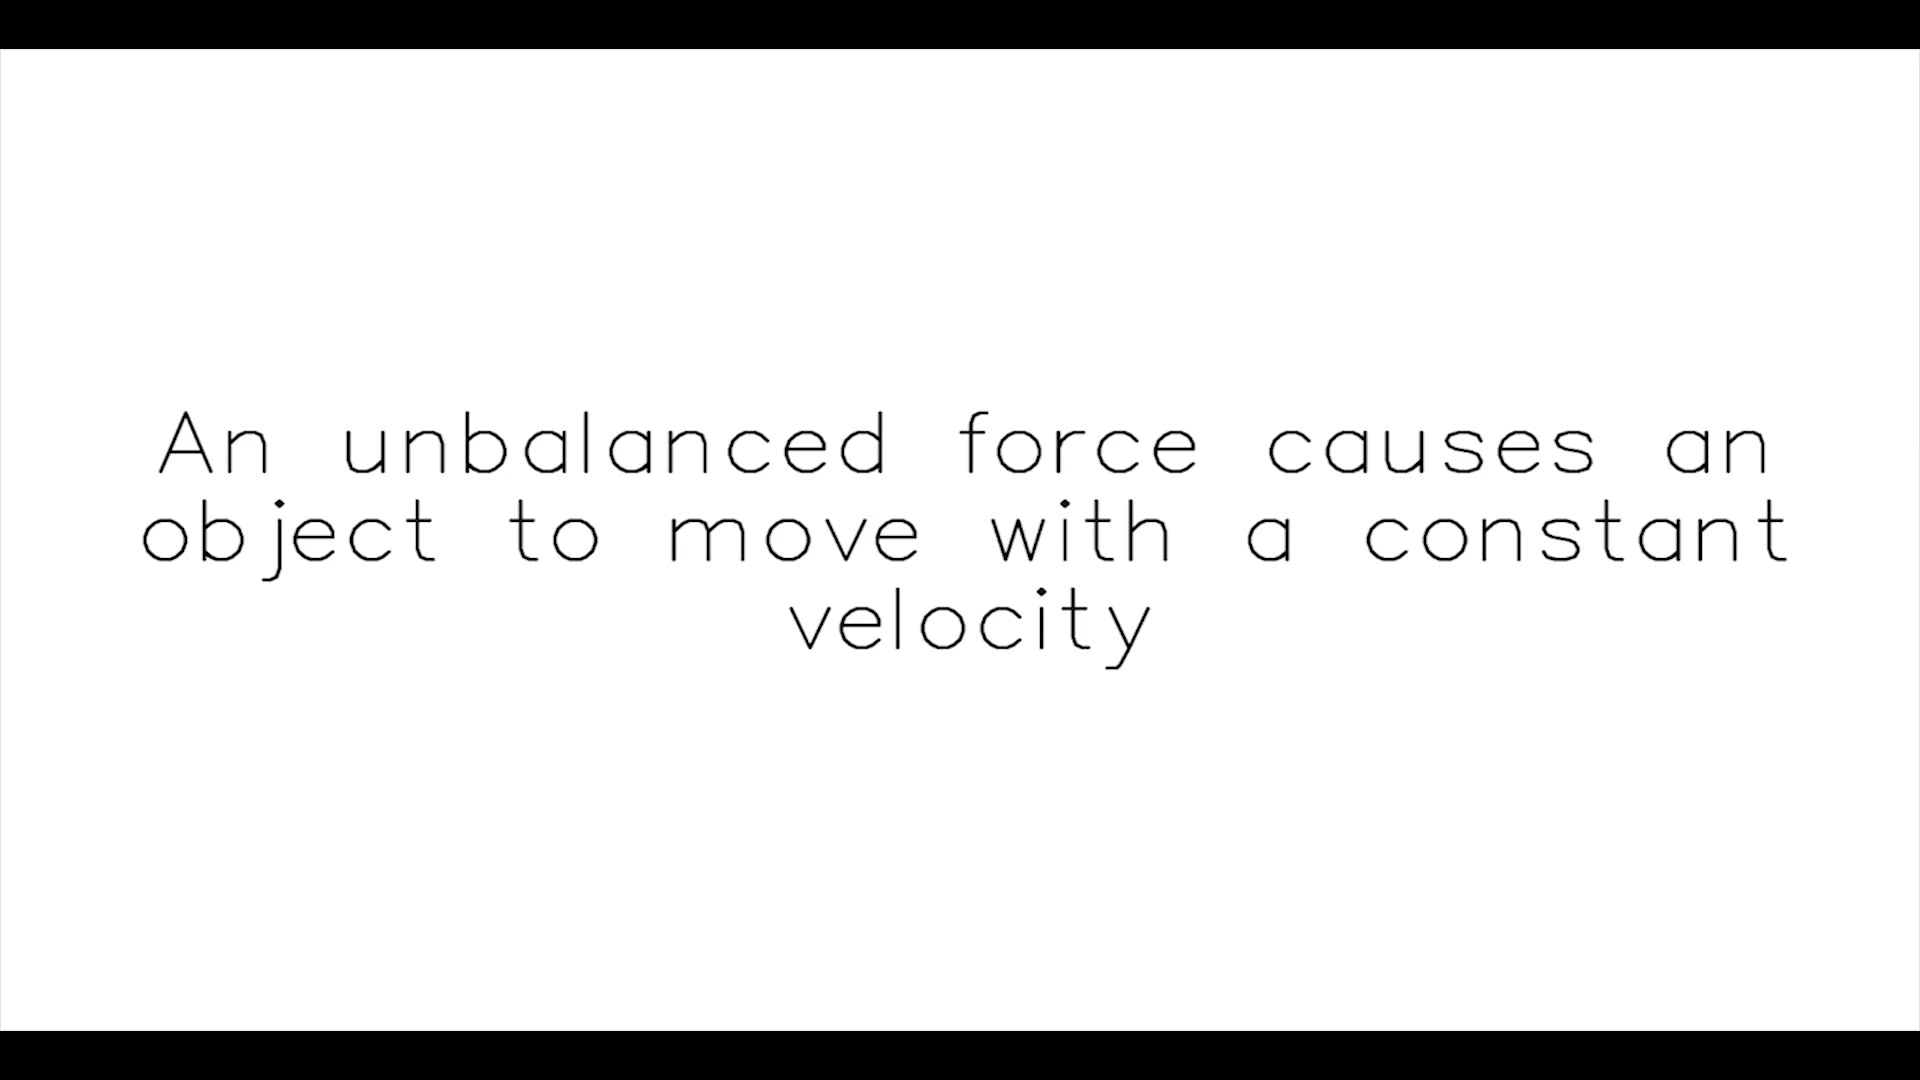 An unbalanced force causes an
object to move with a constant
velocity